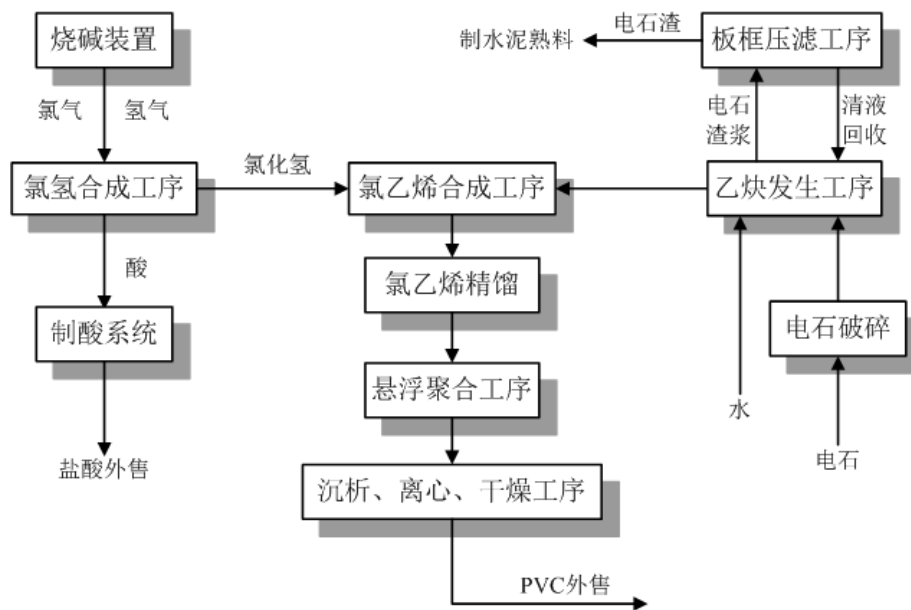 烧碱装置
电石渣
制水泥熟料
板框压滤工序
氯气
氢气
电石
渣浆
清液
回收
氯氢合成工序
氯化氢
氯乙烯合成工序
乙炔发生工序
酸
氯乙烯精馏
制酸系统
电石破碎
悬浮聚合工序
水
盐酸外售
电石
沉析、离心、干燥工序
PVC外售